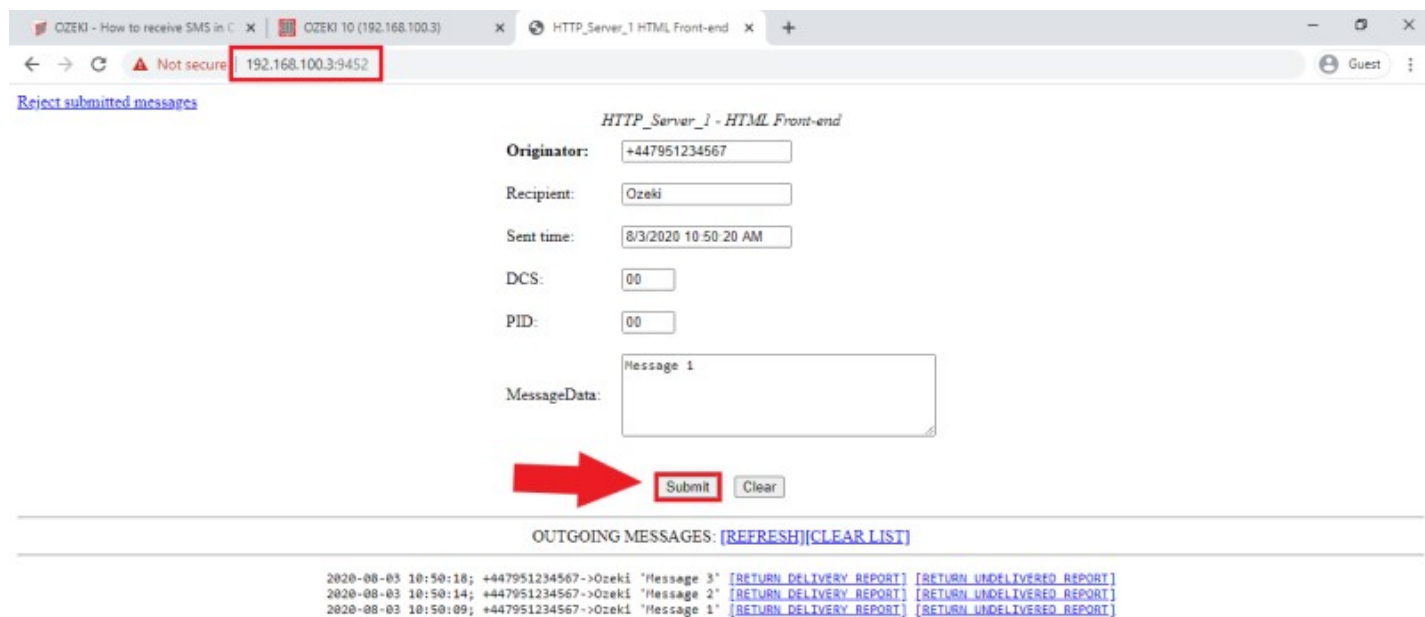 OZEKI - How to receive SMS in C
OZEKI 10 (192.168.100.3)
HTTP_Server_1 HTML Front-end
Not secure
192.168.100.3:9452
Guest
Reject submitted messages
HTTP_Server_1 - HTML Front-end
Originator: +447951234567
Recipient: Ozeki
Sent time: 8/3/2020 10:50:20 AM
DCS: 00
PID: 00
MessageData: Message 1
Submit Clear
OUTGOING MESSAGES: [REFRESH][CLEAR LIST]
2020-08-03 10:50:18; +447951234567->Ozeki 'Message 3' [RETURN DELIVERY REPORT] [RETURN UNDELIVERED REPORT]
2020-08-03 10:50:14; +447951234567->Ozeki 'Message 2' [RETURN DELIVERY REPORT] [RETURN UNDELIVERED REPORT]
2020-08-03 10:50:09; +447951234567->Ozeki 'Message 1' [RETURN DELIVERY REPORT] [RETURN UNDELIVERED REPORT]